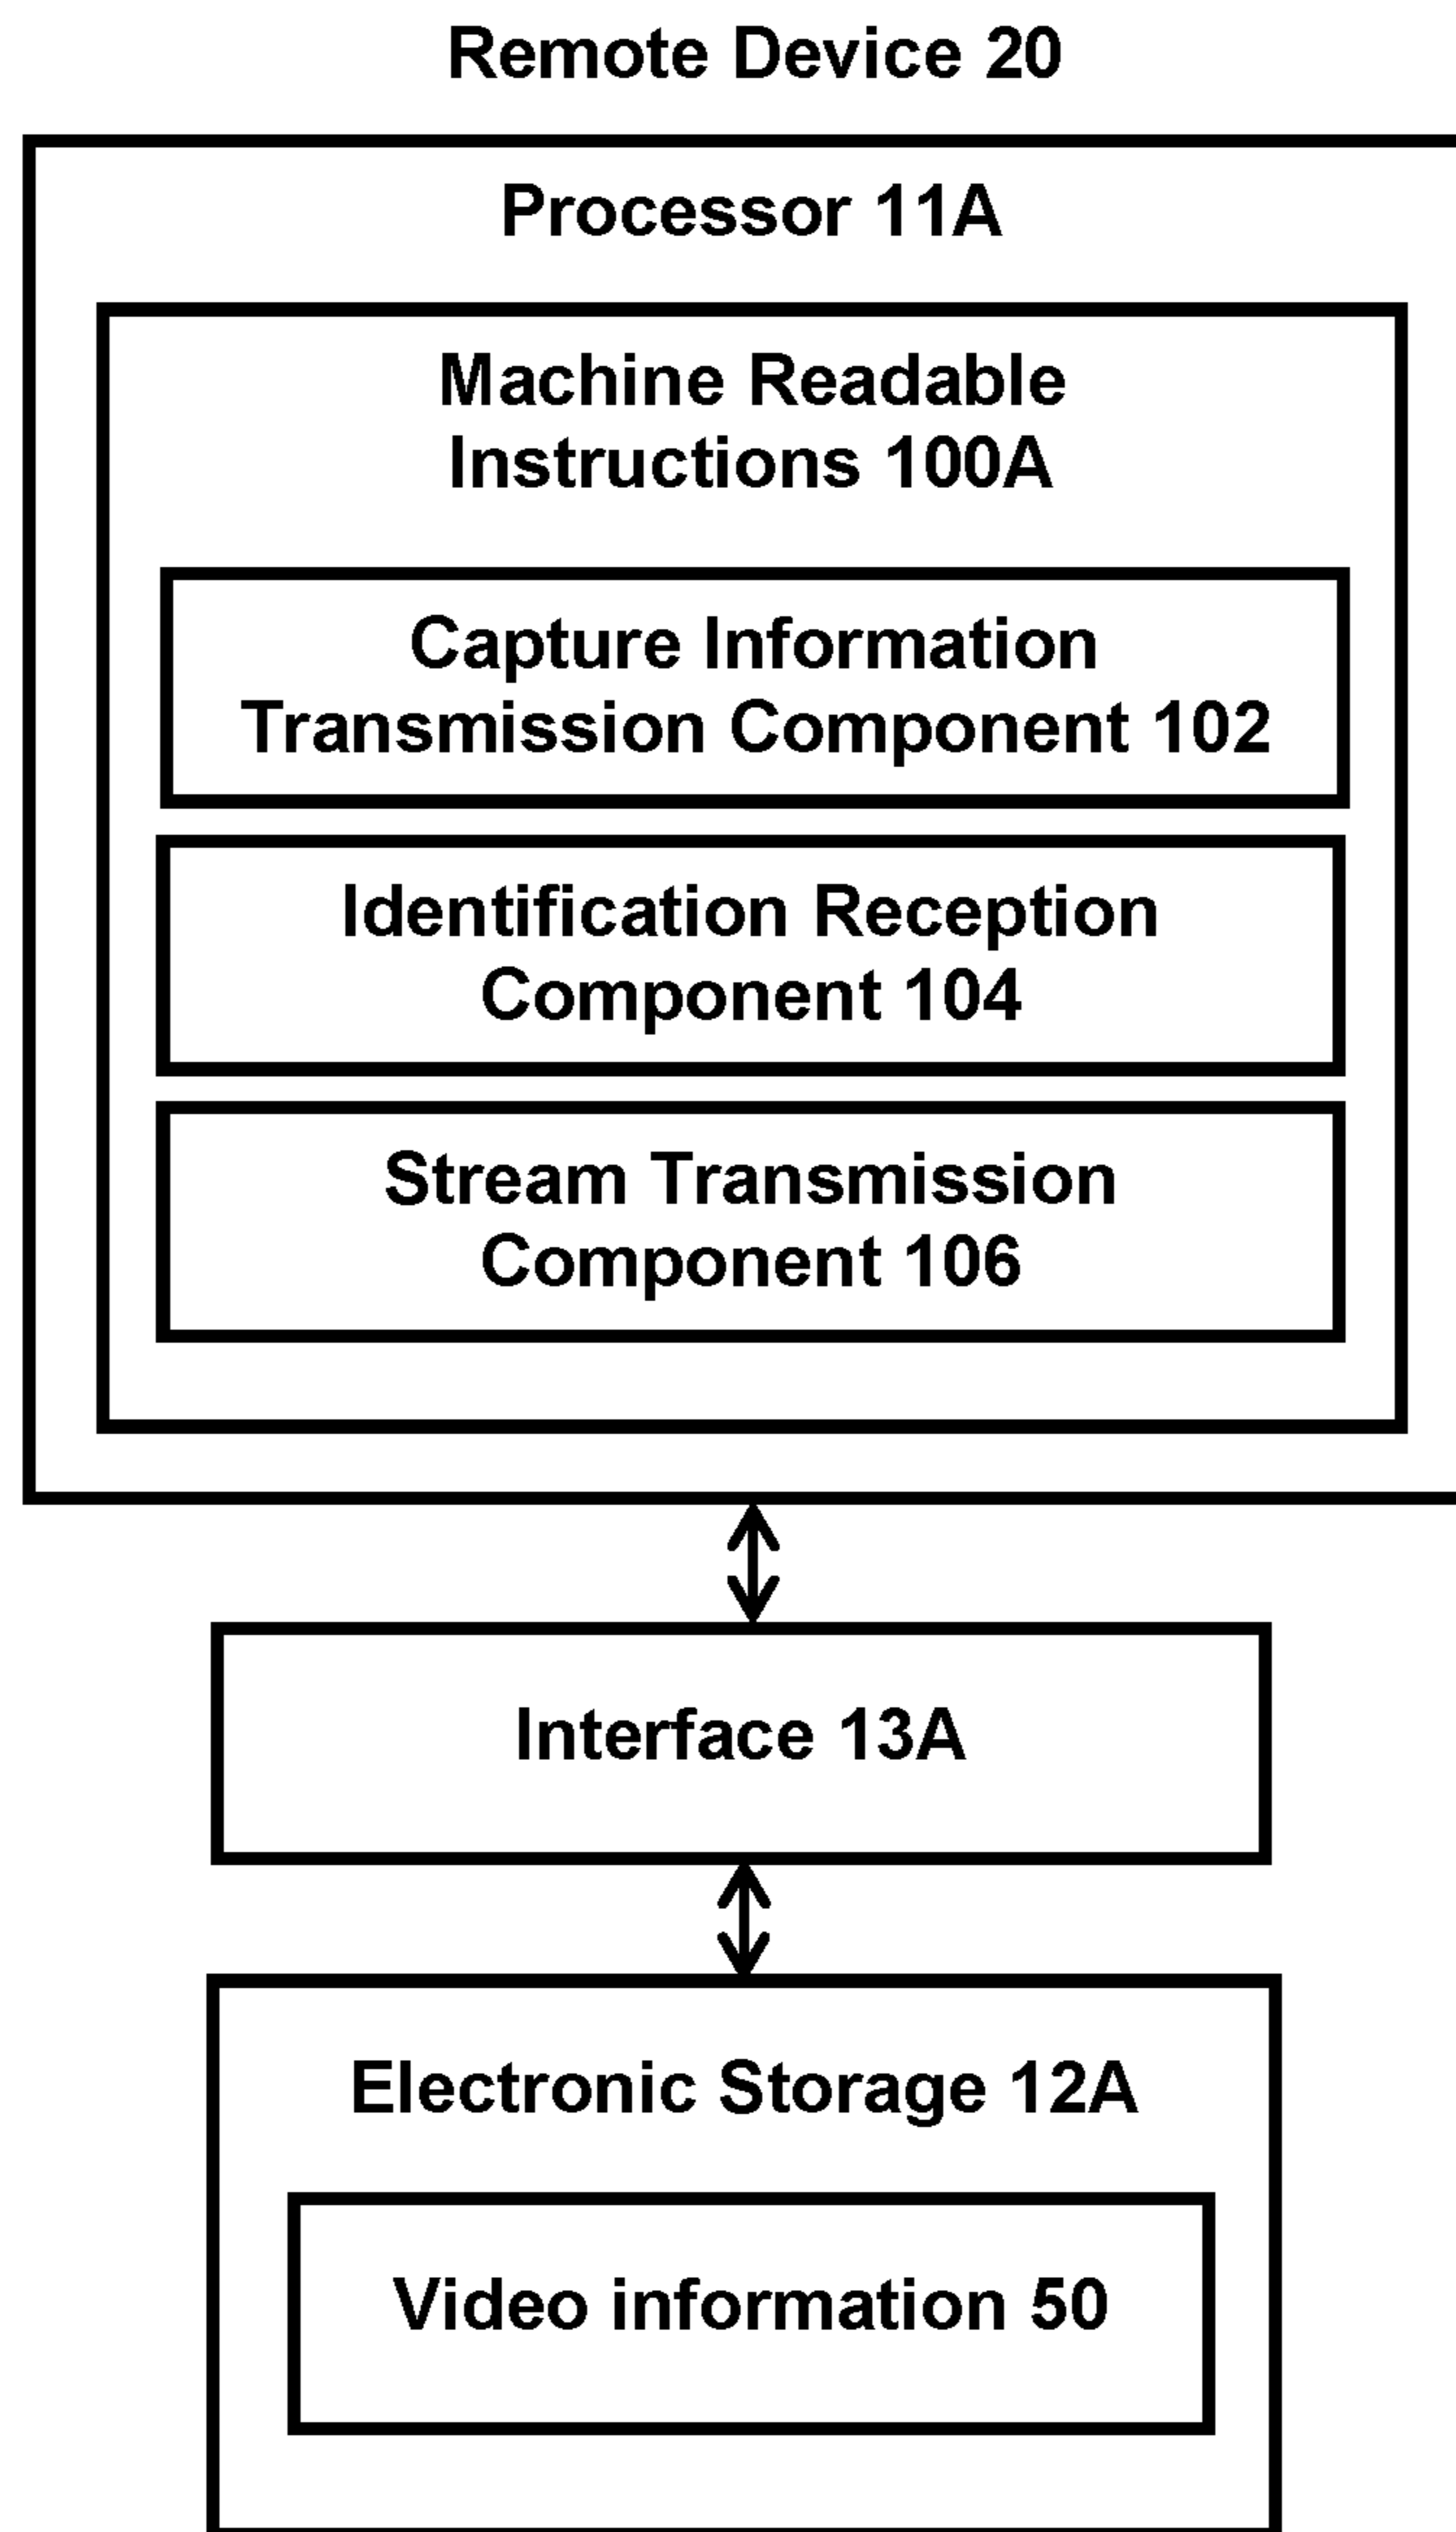 Remote Device 20
Processor 11A
Machine Readable
Instructions 100A
Capture Information
Transmission Component 102
Identification Reception
Component 104
Stream Transmission
Component 106
Interface 13A
Electronic Storage 12A
Video information 50